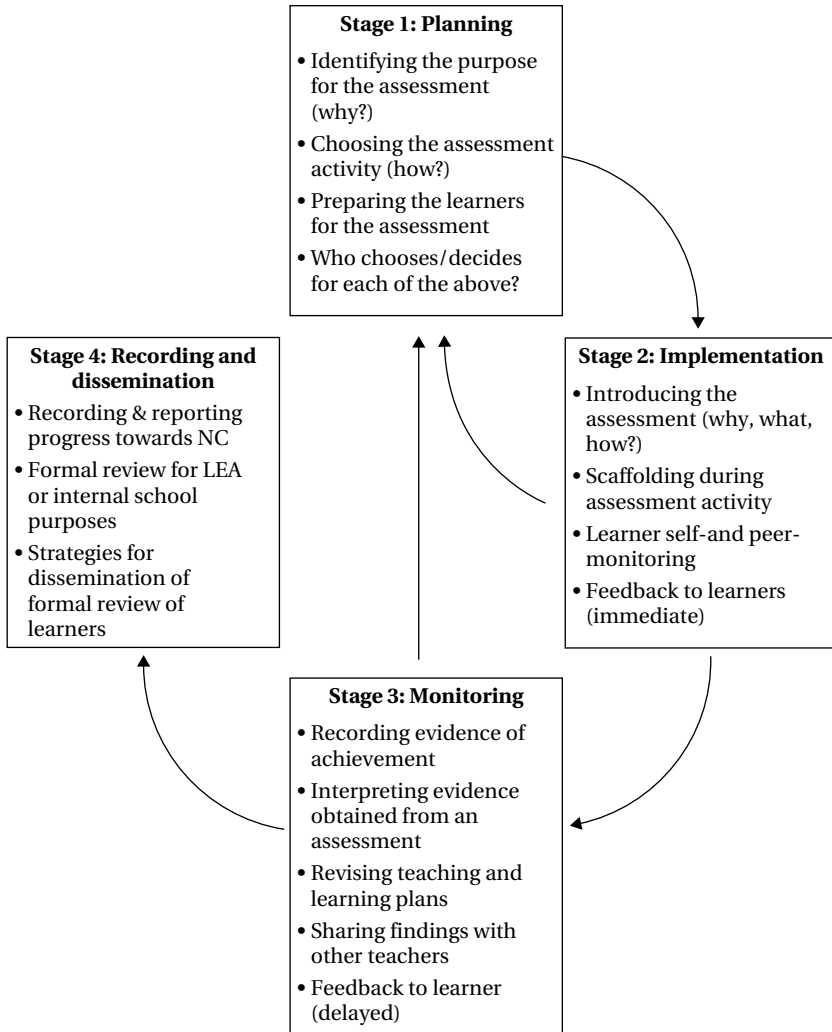 Stage 1: Planning
• Identifying the purpose
for the assessment
(why?)
• Choosing the assessment
activity (how?)
• Preparing the learners
for the assessment
• Who chooses/decides
for each of the above?
Stage 2: Implementation
• Introducing the
assessment (why, what,
how?)
• Scaffolding during
assessment activity
• Learner self-and peer-
monitoring
• Feedback to learners
(immediate)
Stage 3: Monitoring
• Recording evidence of
achievement
• Interpreting evidence
obtained from an
assessment
• Revising teaching and
learning plans
• Sharing findings with
other teachers
• Feedback to learner
(delayed)
Stage 4: Recording and
dissemination
• Recording & reporting
progress towards NC
• Formal review for LEA
or internal school
purposes
• Strategies for
dissemination of
formal review of
learners